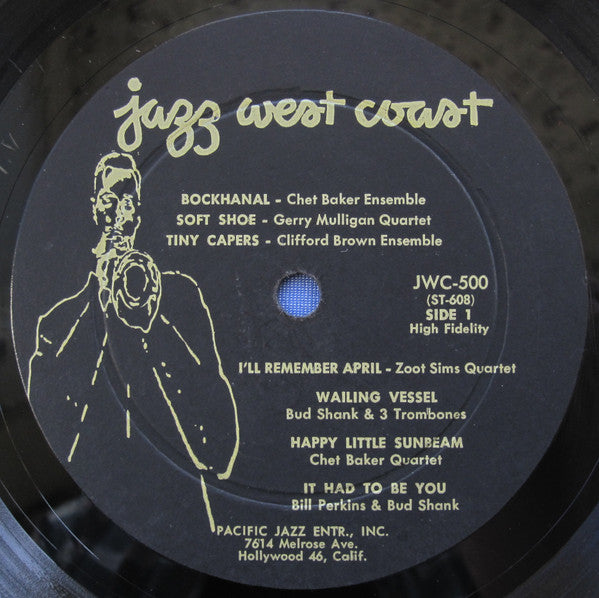 jazz west coast
BOCKHANAL - Chet Baker Ensemble
SOFT SHOE - Gerry Mulligan Quartet
TINY CAPERS - Clifford Brown Ensemble
JWC-500
(ST-608)
SIDE 1
High Fidelity
I'LL REMEMBER APRIL - Zoot Sims Quartet
WAILING VESSEL
Bud Shank & 3 Trombones
HAPPY LITTLE SUNBEAM
Chet Baker Quartet
IT HAD TO BE YOU
Bill Perkins & Bud Shank
PACIFIC JAZZ ENTR., INC.
7614 Melrose Ave.
Hollywood 46, Calif.